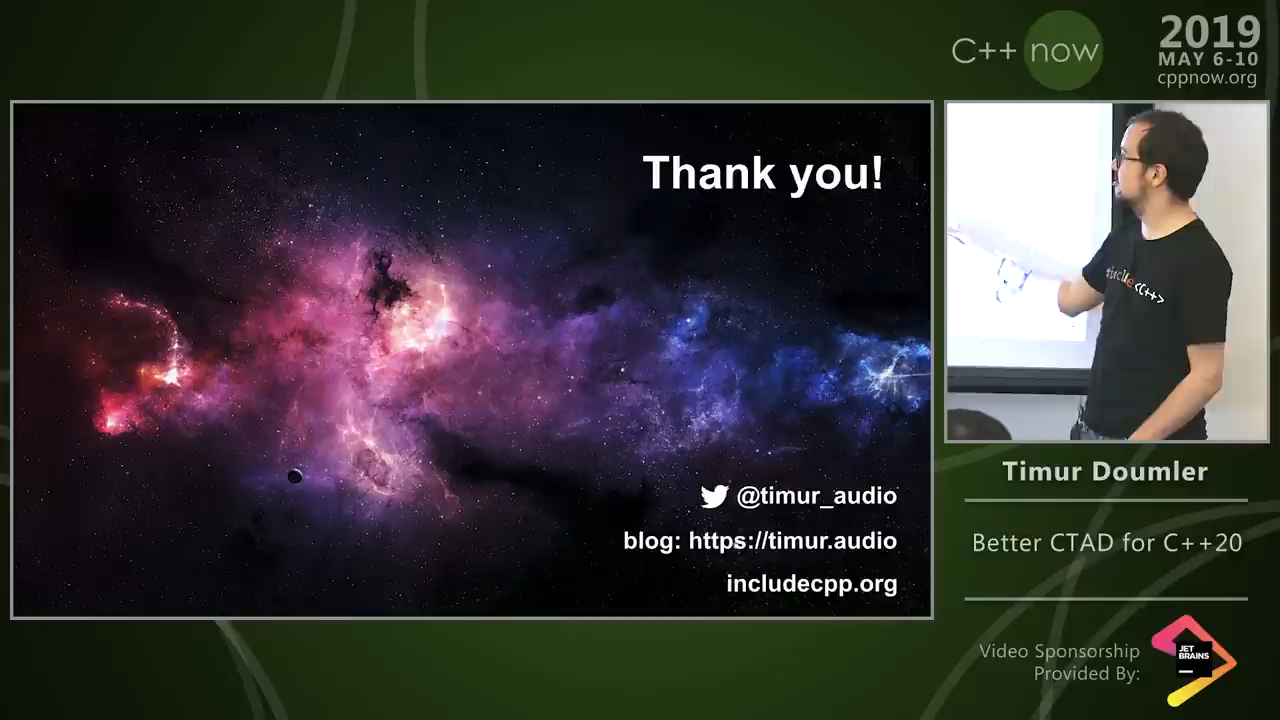 C++ now
2019
MAY 6-10
cppnow.org
Thank you!
@timur_audio
blog: https://timur.audio
includecpp.org
#include <C++>
Timur Doumler
Better CTAD for C++20
Video Sponsorship
Provided By:
JET
BRAINS